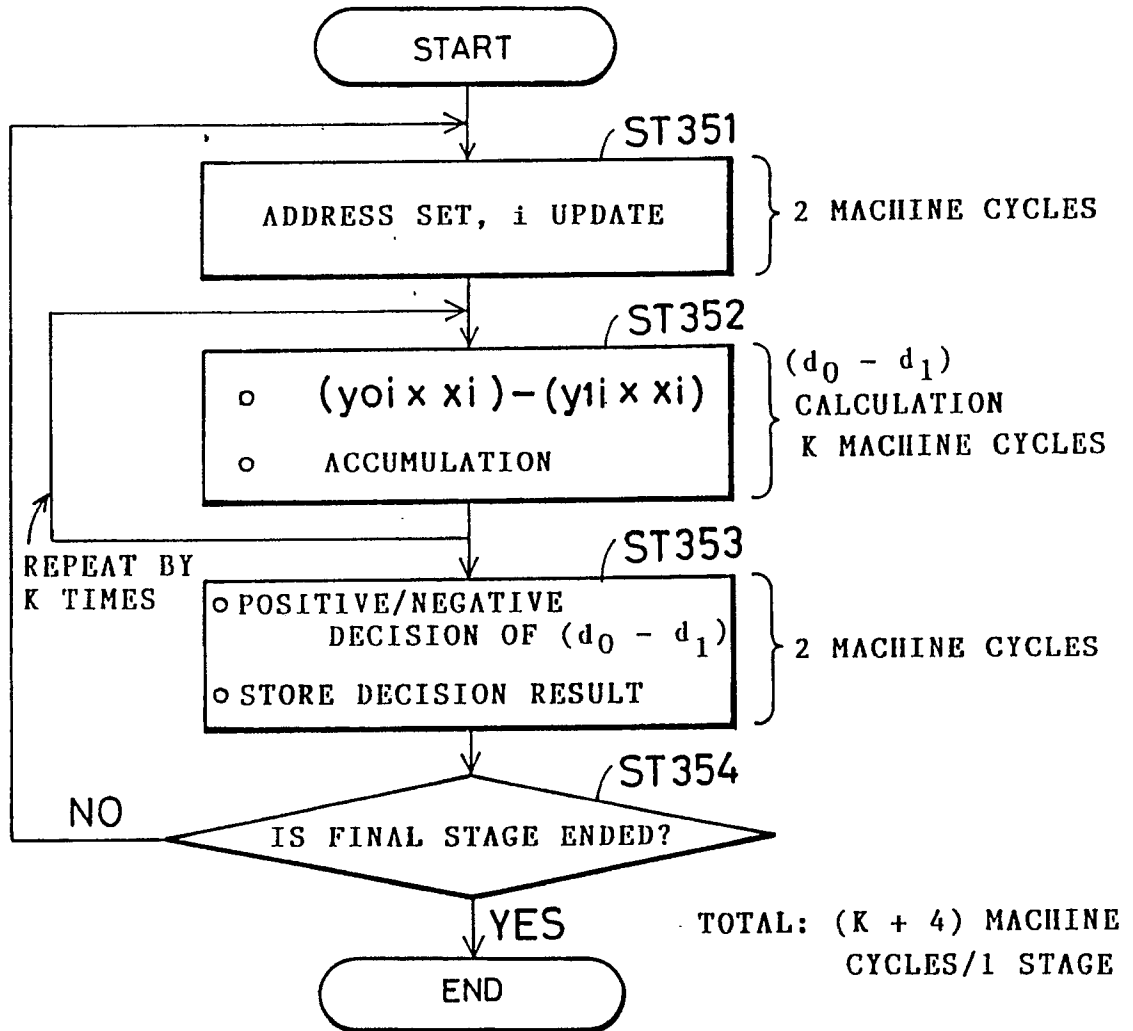 START
ST351
ADDRESS SET, i UPDATE
2 MACHINE CYCLES
ST352
(y0i x xi)-(y1i x xi)
ACCUMULATION
(d0 - d1)
CALCULATION
K MACHINE CYCLES
REPEAT BY
K TIMES
ST353
POSITIVE/NEGATIVE
DECISION OF (d0 - d1)
STORE DECISION RESULT
2 MACHINE CYCLES
ST354
IS FINAL STAGE ENDED?
NO
YES
TOTAL: (K + 4) MACHINE
CYCLES/1 STAGE
END